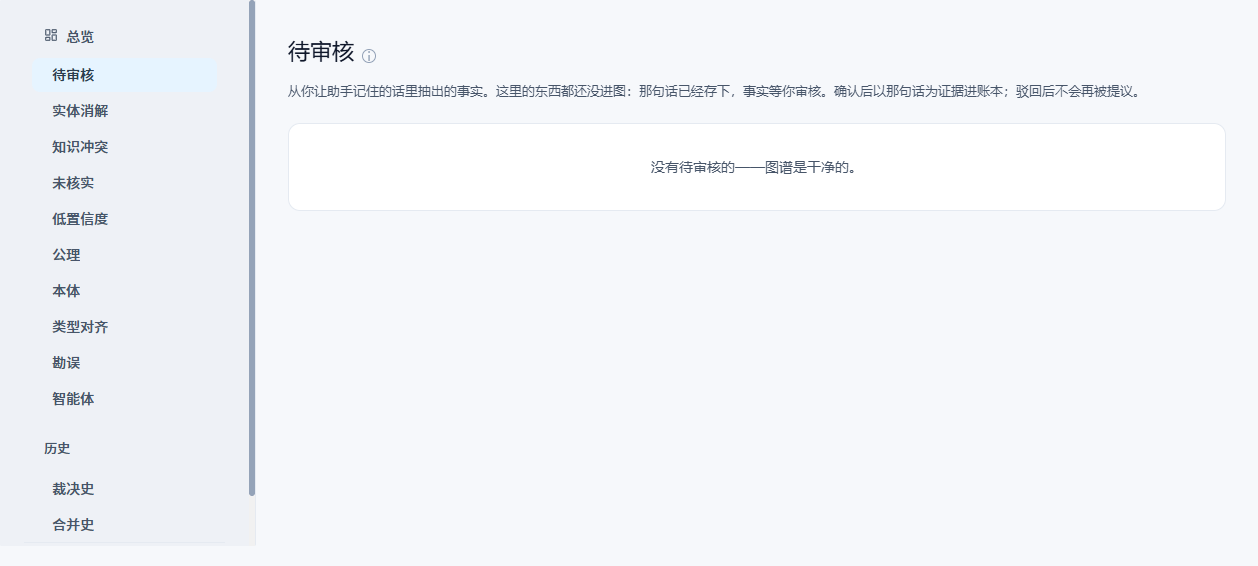 总览
待审核
实体消解
知识冲突
未核实
低置信度
公理
本体
类型对齐
勘误
智能体
历史
裁决史
合并史
待审核
从你让助手记住的话里抽出的事实。这里的东西都还没进图：那句话已经存下，事实等你审核。确认后以那句话为证据进账本；驳回后不会再被提议。
没有待审核的——图谱是干净的。